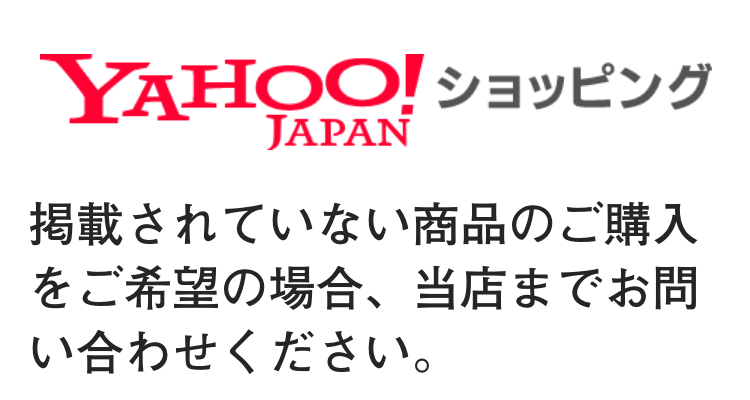 YAHOO! ショッピング
JAPAN
掲載されていない商品のご購入
をご希望の場合、当店までお問
い合わせください。